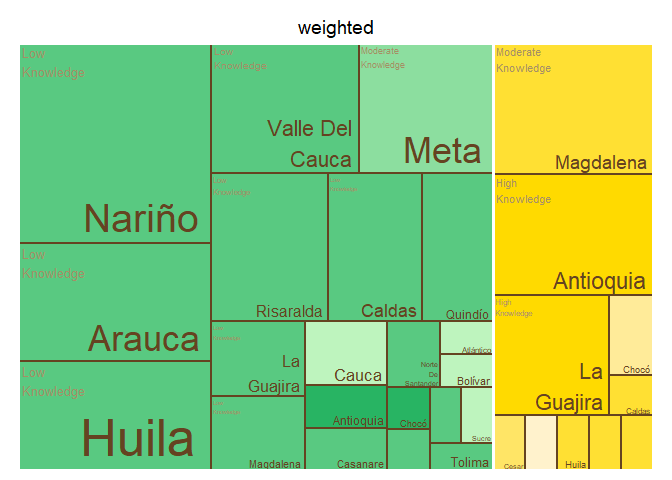 weighted
Low
Knowledge
Nariño
Low
Knowledge
Arauca
Low
Knowledge
Huila
Low
Knowledge
Valle Del
Cauca
Moderate
Knowledge
Meta
Low
Knowledge
Risaralda
Low
Knowledge
Caldas
Quindío
Low
Knowledge
La
Guajira
Low
Knowledge
Magdalena
Cauca
Antioquia
Casanare
Norte
De
Santander
Chocó
Atlántico
Bolívar
Sucre
Tolima
Moderate
Knowledge
Magdalena
High
Knowledge
Antioquia
High
Knowledge
La
Guajira
Chocó
Caldas
Cesar
Huila